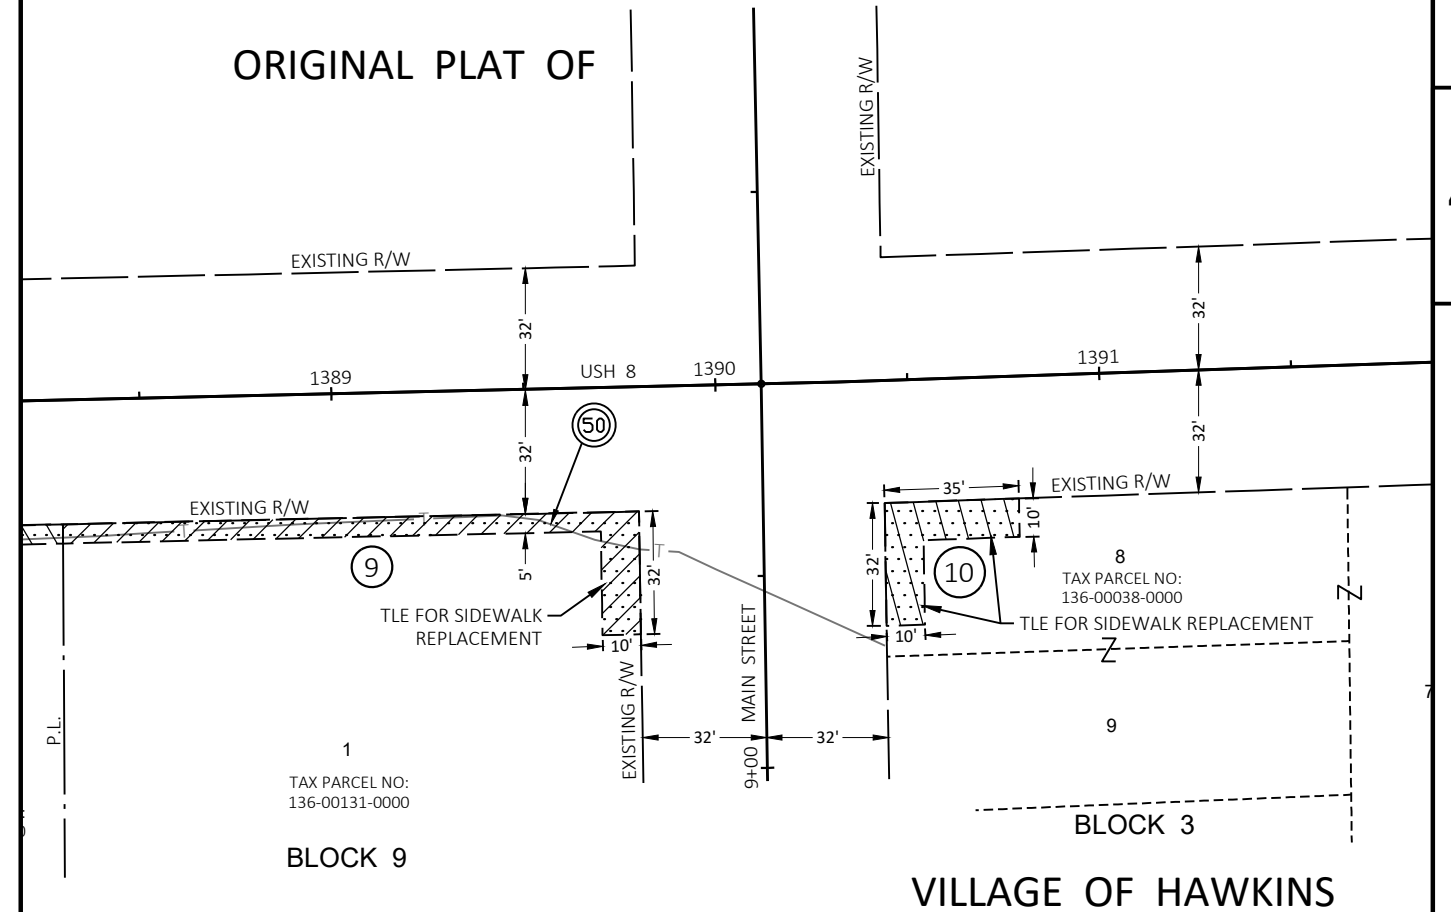 ORIGINAL PLAT OF
EXISTING R/W
EXISTING R/W
32'
32'
1389
USH 8
1390
1391
50
32'
32'
EXISTING R/W
T
T
35'
EXISTING R/W
10'
9
5'
T
32'
32'
10
8
TAX PARCEL NO:
136-00038-0000
Z
TLE FOR SIDEWALK
REPLACEMENT
TLE FOR SIDEWALK REPLACEMENT
10'
10'
Z
EXISTING R/W
MAIN STREET
P.L.
32'
32'
9
7
1
9+00
TAX PARCEL NO:
136-00131-0000
BLOCK 3
BLOCK 9
VILLAGE OF HAWKINS